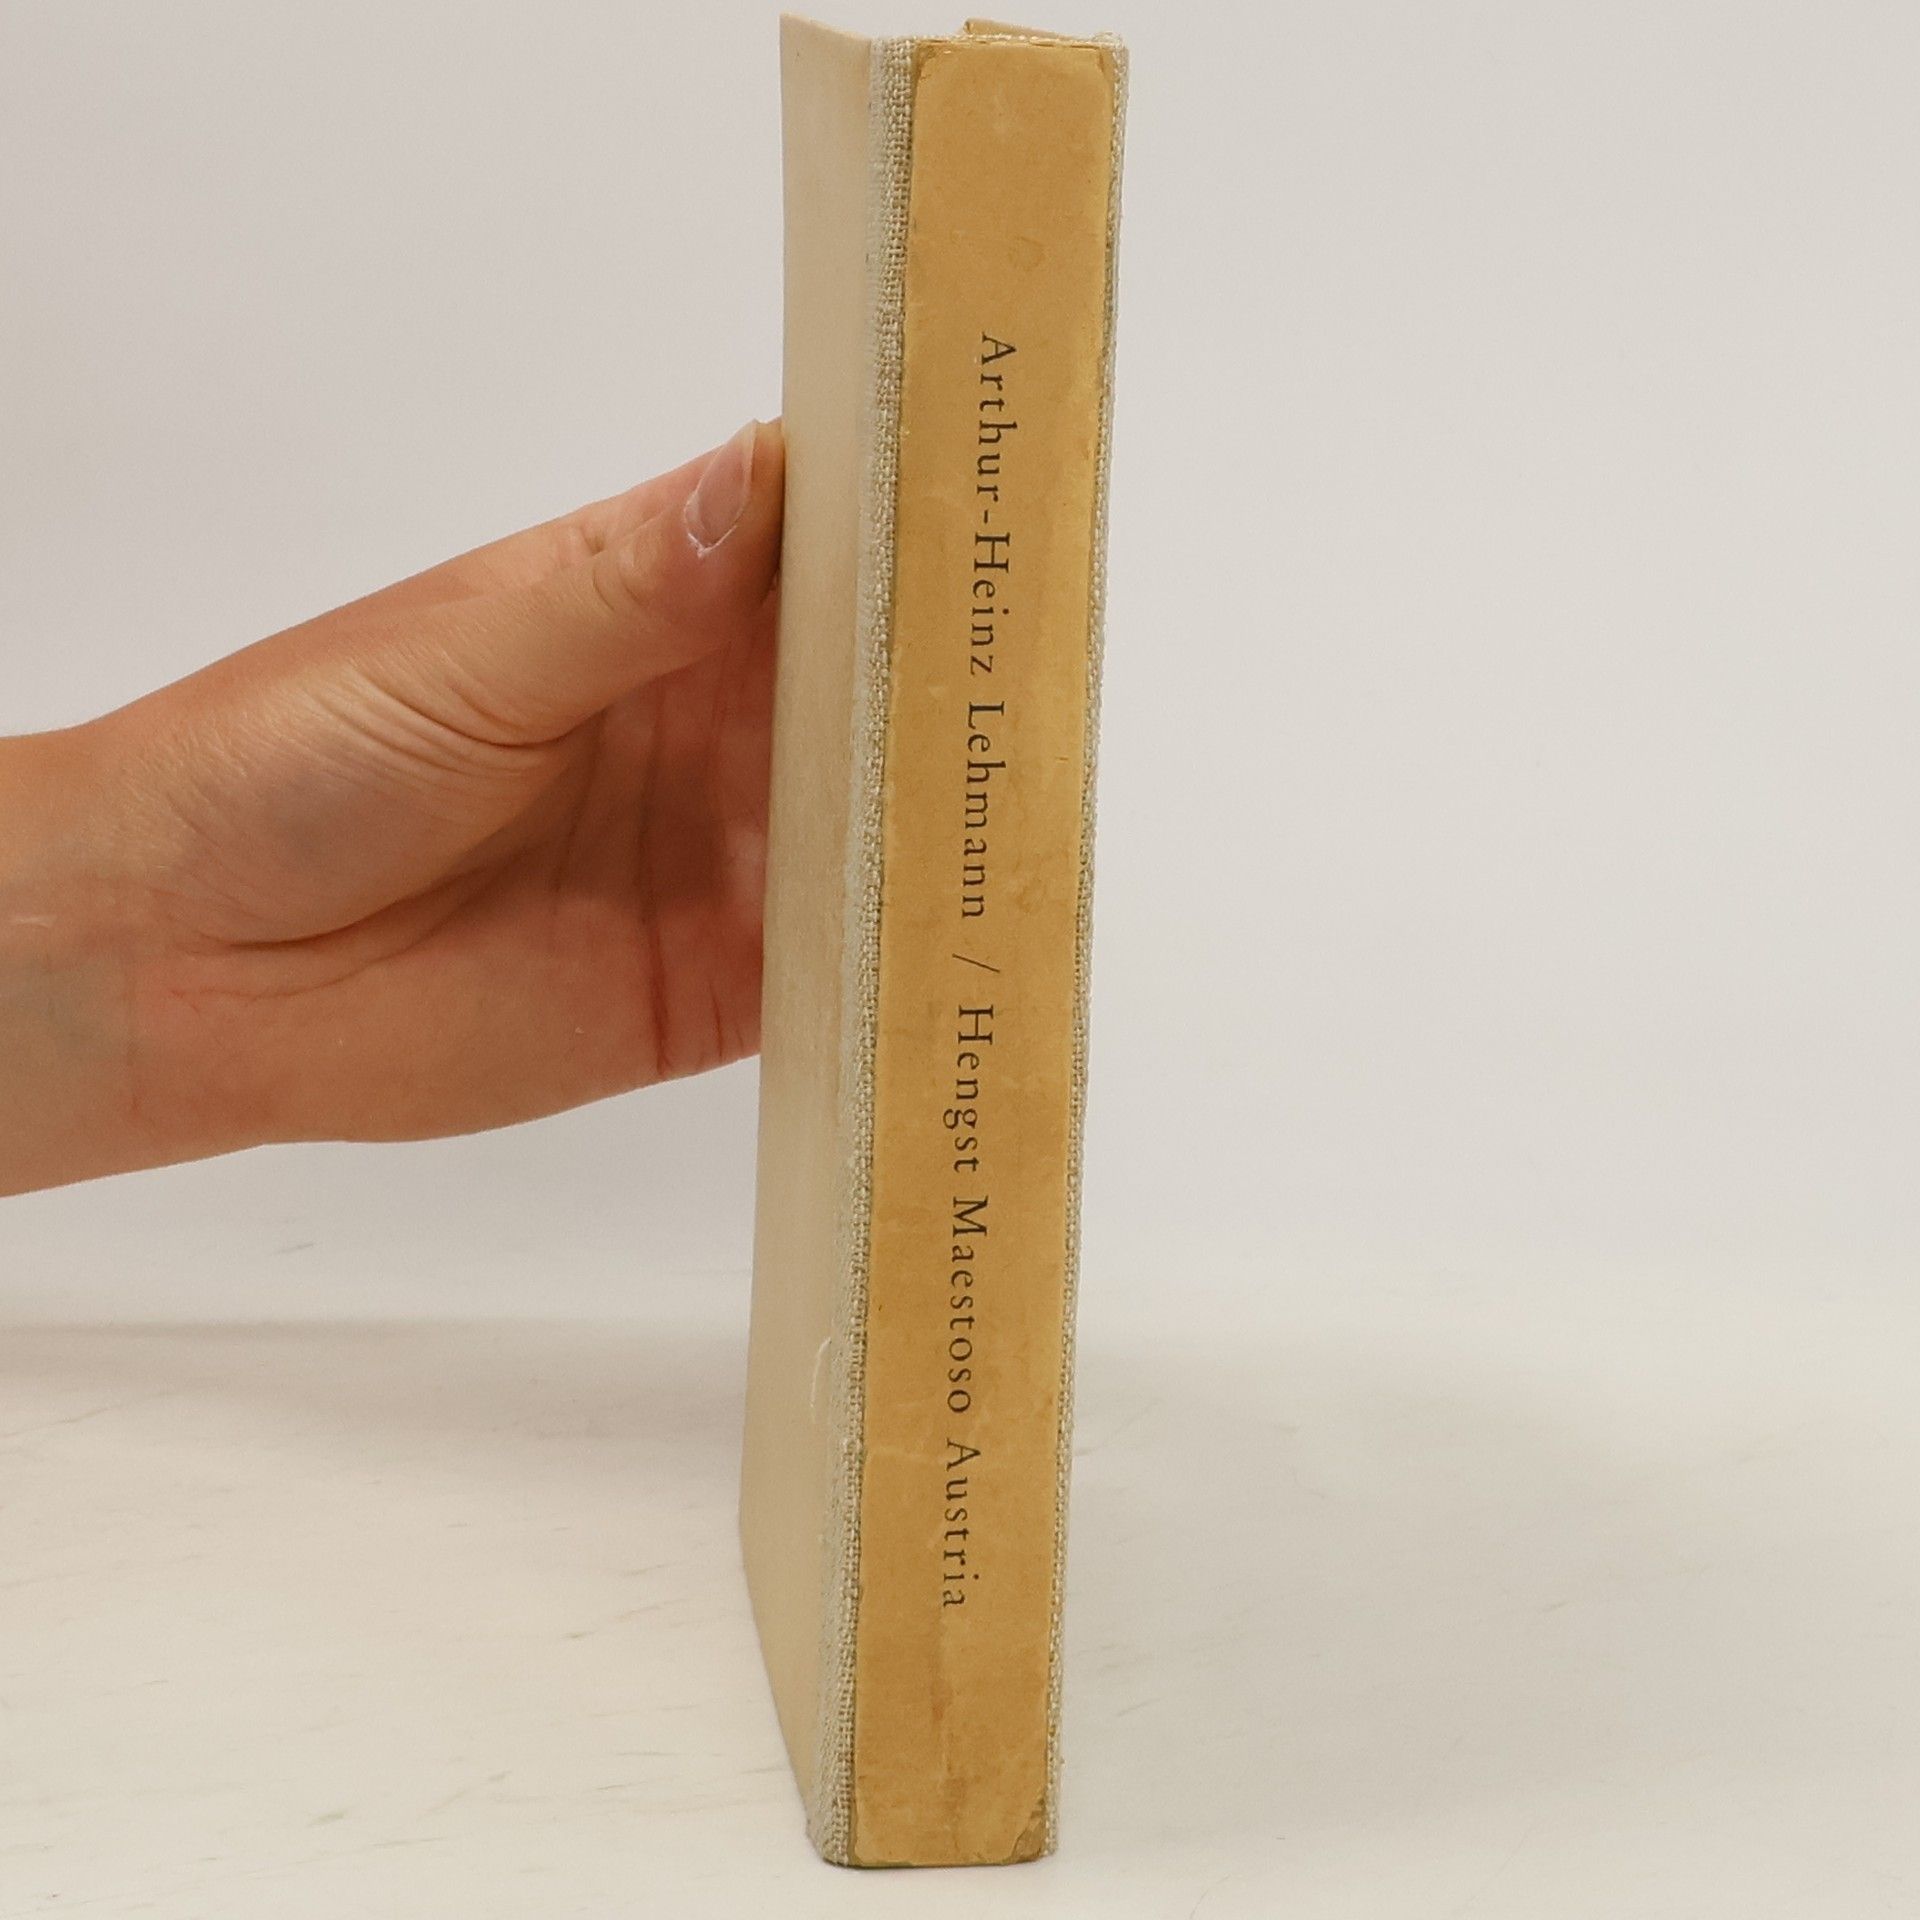 Arthur-Heinz Lehmann / Hengst Maestoso Austria